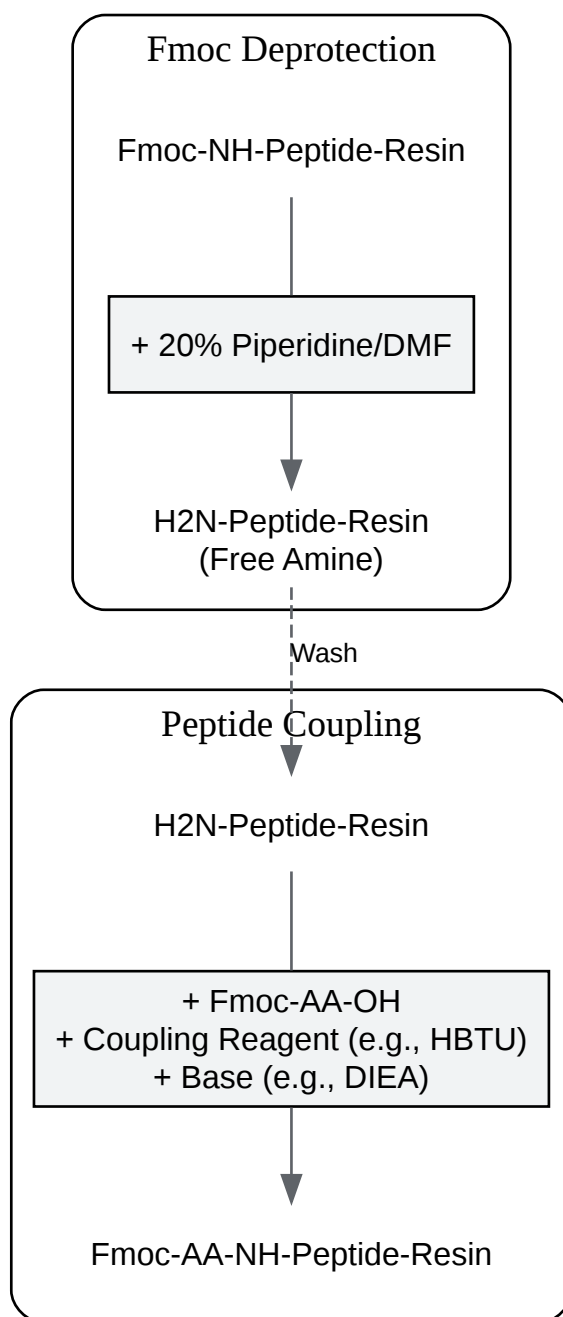 Fmoc Deprotection
Fmoc-NH-Peptide-Resin
+ 20% Piperidine/DMF
H2N-Peptide-Resin
(Free Amine)
Wash
Peptide Coupling
H2N-Peptide-Resin
+ Fmoc-AA-OH
+ Coupling Reagent (e.g., HBTU)
+ Base (e.g., DIEA)
Fmoc-AA-NH-Peptide-Resin